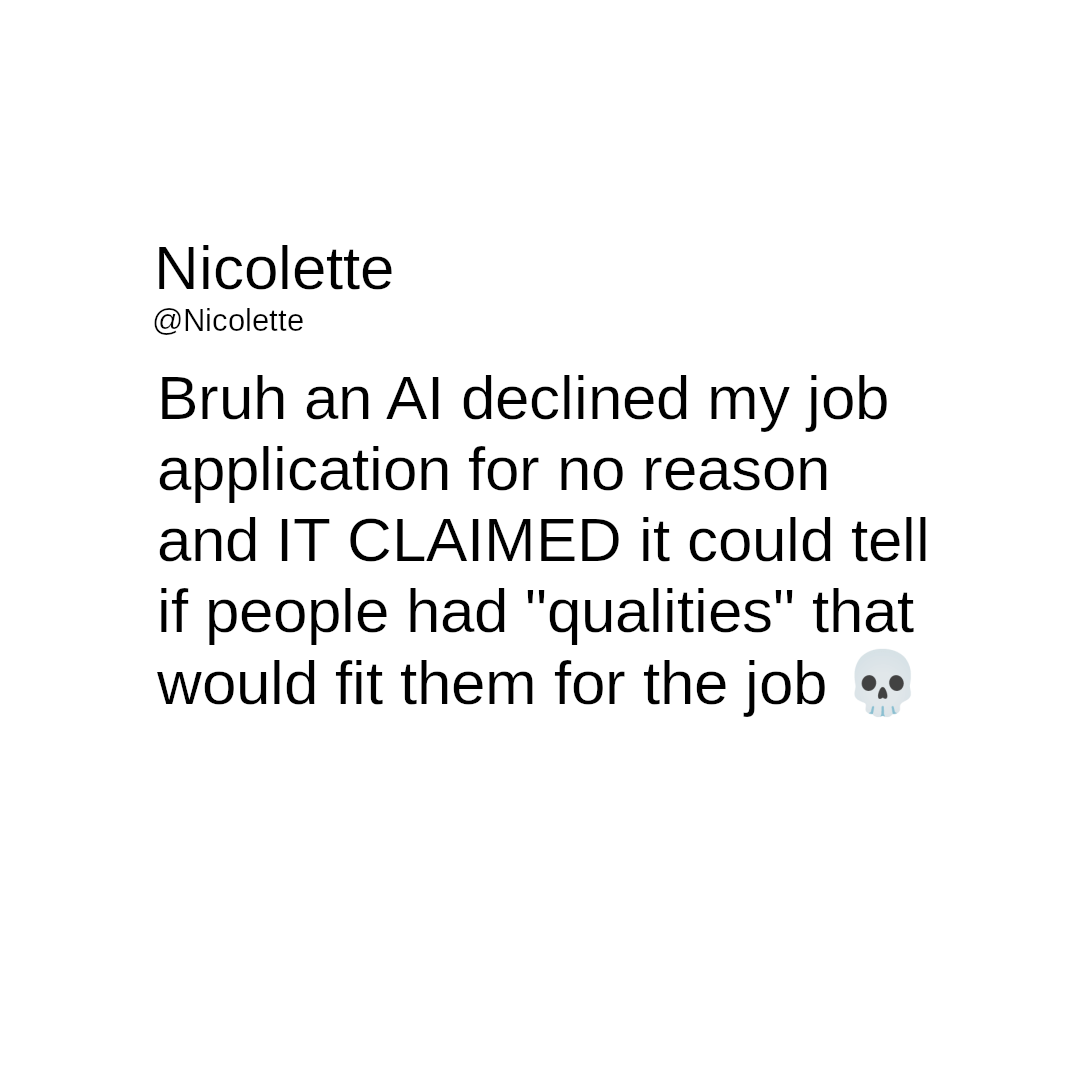 Nicolette
@Nicolette
Bruh an AI declined my job
application for no reason
and IT CLAIMED it could tell
if people had "qualities" that
would fit them for the job 💀